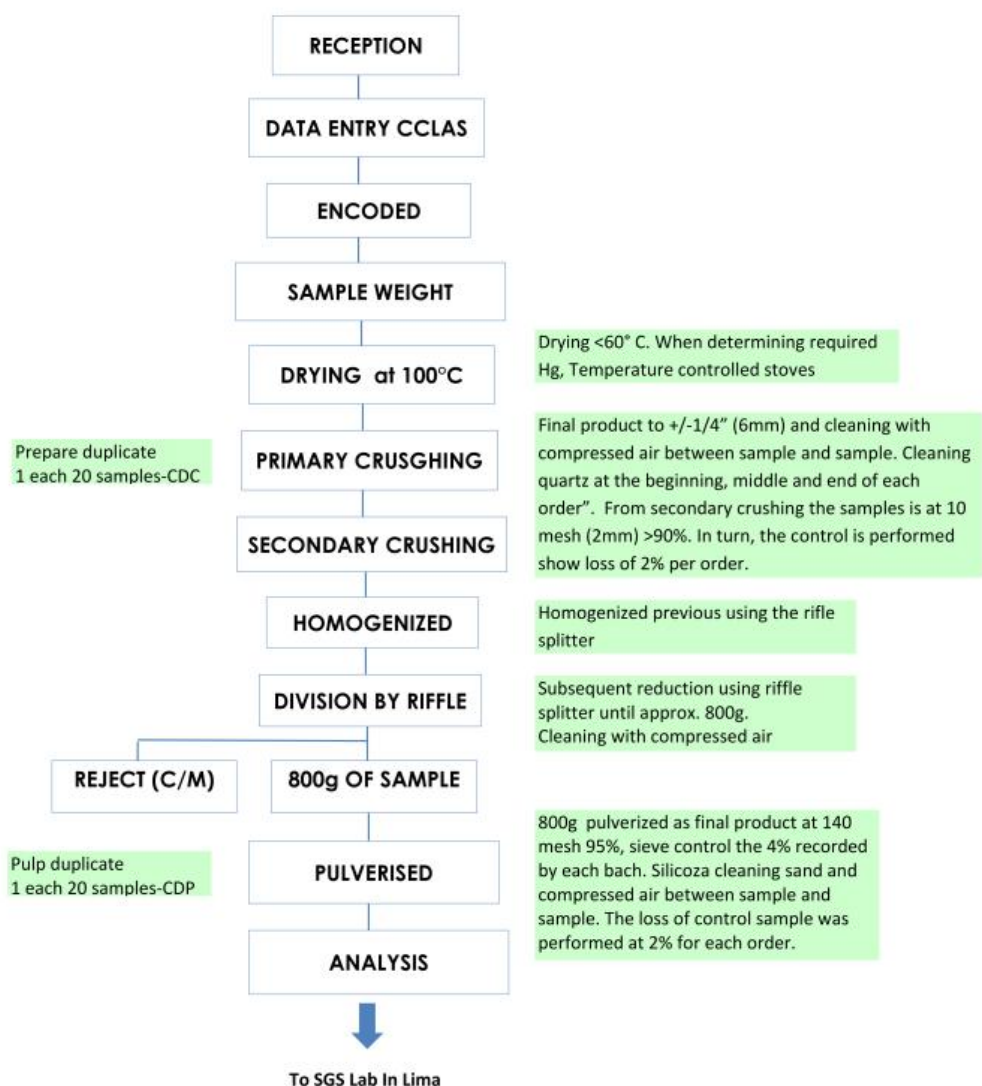 RECEPTION
DATA ENTRY CCLAS
ENCODED
SAMPLE WEIGHT
DRYING at 100°C
Drying <60° C. When determining required
Hg, Temperature controlled stoves
Prepare duplicate
1 each 20 samples-CDC
PRIMARY CRUSGHING
Final product to +/-1/4” (6mm) and cleaning with
compressed air between sample and sample. Cleaning
quartz at the beginning, middle and end of each
order”. From secondary crushing the samples is at 10
mesh (2mm) >90%. In turn, the control is performed
show loss of 2% per order.
SECONDARY CRUSHING
HOMOGENIZED
Homogenized previous using the rifle
splitter
DIVISION BY RIFFLE
Subsequent reduction using riffle
splitter until approx. 800g.
Cleaning with compressed air
REJECT (C/M)
800g OF SAMPLE
Pulp duplicate
1 each 20 samples-CDP
PULVERISED
800g pulverized as final product at 140
mesh 95%, sieve control the 4% recorded
by each bach. Silicoza cleaning sand and
compressed air between sample and
sample. The loss of control sample was
performed at 2% for each order.
ANALYSIS
To SGS Lab In Lima